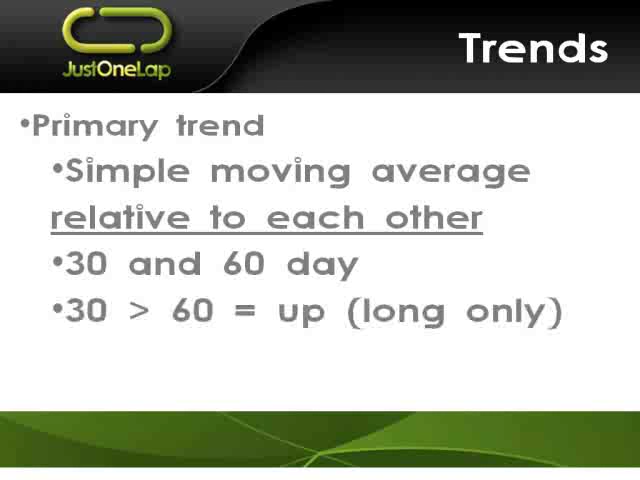 JustOneLap
Trends
•Primary trend
•Simple moving average
relative to each other
•30 and 60 day
•30 > 60 = up (long only)